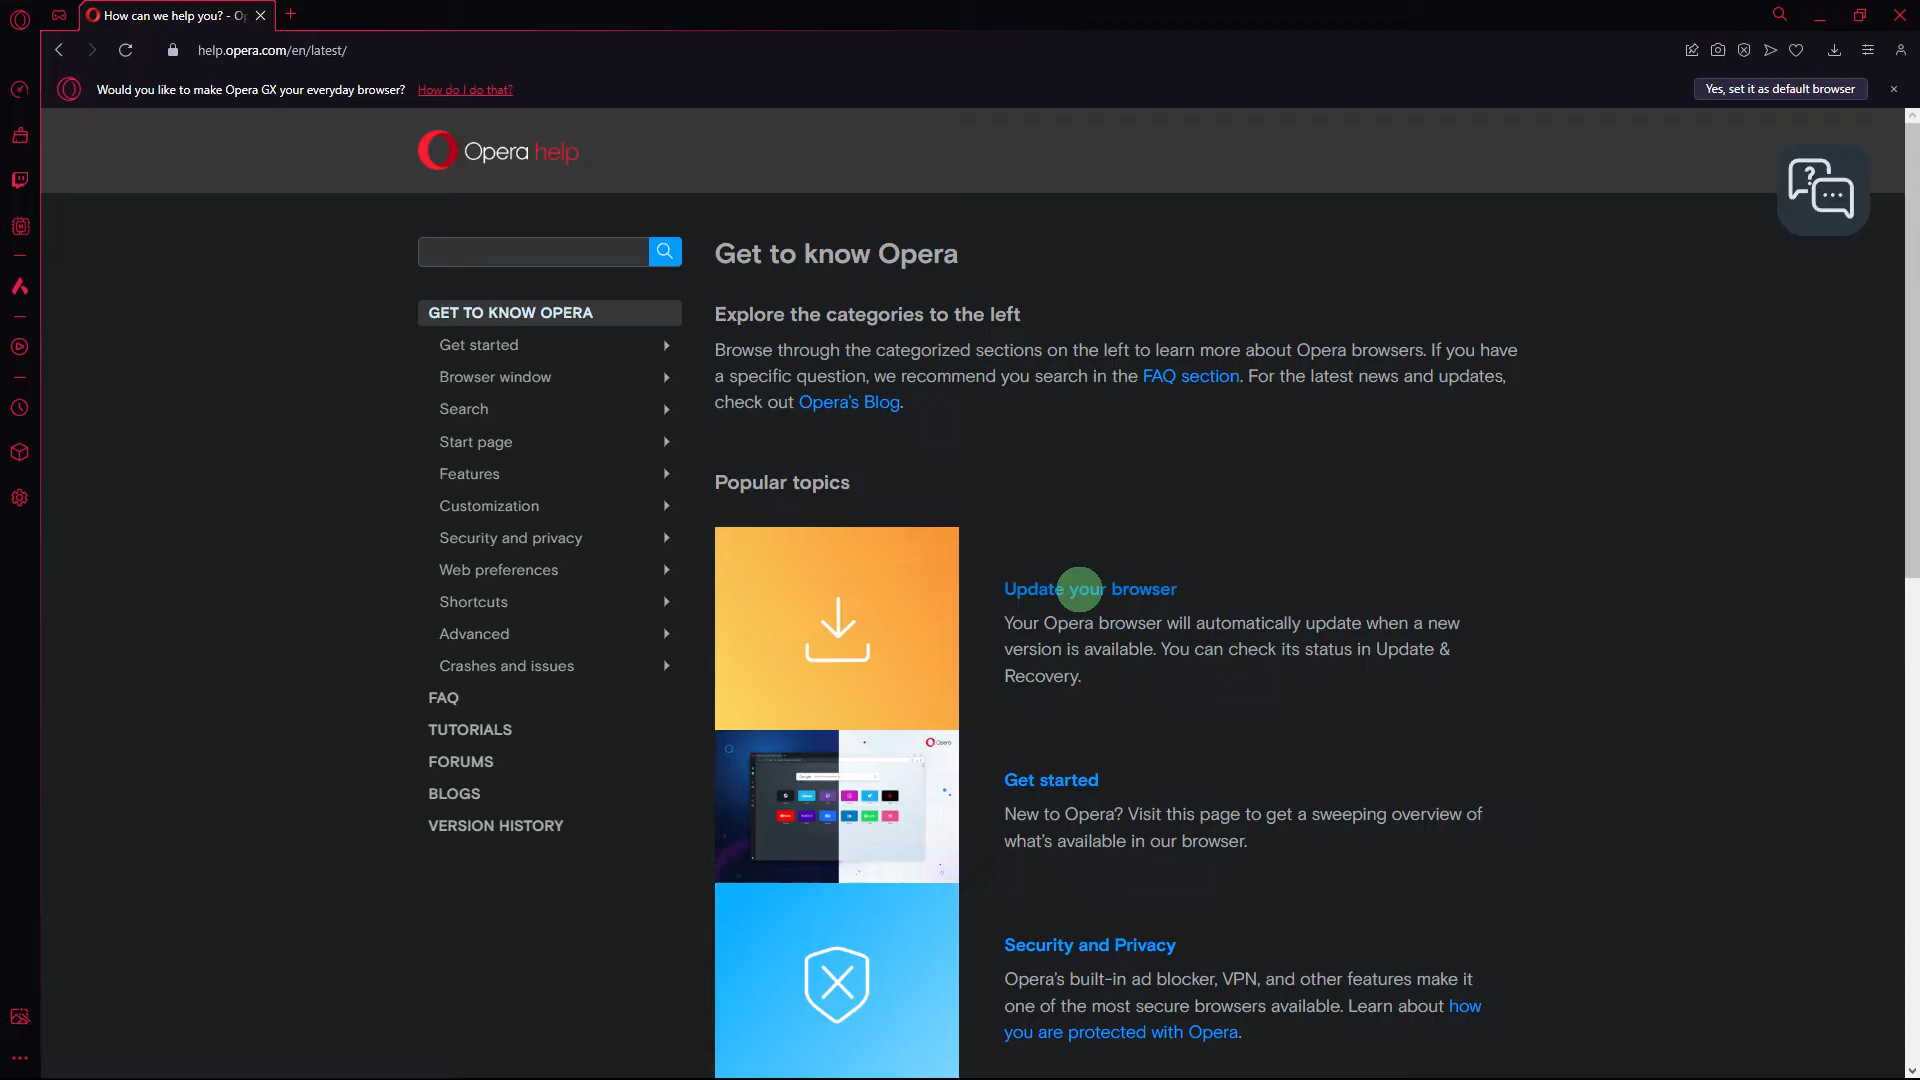 How can we help you? - Op
help.opera.com/en/latest/
Would you like to make Opera GX your everyday browser? How do I do that?
Yes, set it as default browser
Opera help
Get to know Opera
GET TO KNOW OPERA
Get started
Browser window
Search
Start page
Features
Customization
Security and privacy
Web preferences
Shortcuts
Advanced
Crashes and issues
FAQ
TUTORIALS
FORUMS
BLOGS
VERSION HISTORY
Explore the categories to the left
Browse through the categorized sections on the left to learn more about Opera browsers. If you have
a specific question, we recommend you search in the FAQ section. For the latest news and updates,
check out Opera's Blog.
Popular topics
Update your browser
Your Opera browser will automatically update when a new
version is available. You can check its status in Update &
Recovery.
Opera
Google
Get started
New to Opera? Visit this page to get a sweeping overview of
what's available in our browser.
Security and Privacy
Opera's built-in ad blocker, VPN, and other features make it
one of the most secure browsers available. Learn about how
you are protected with Opera.